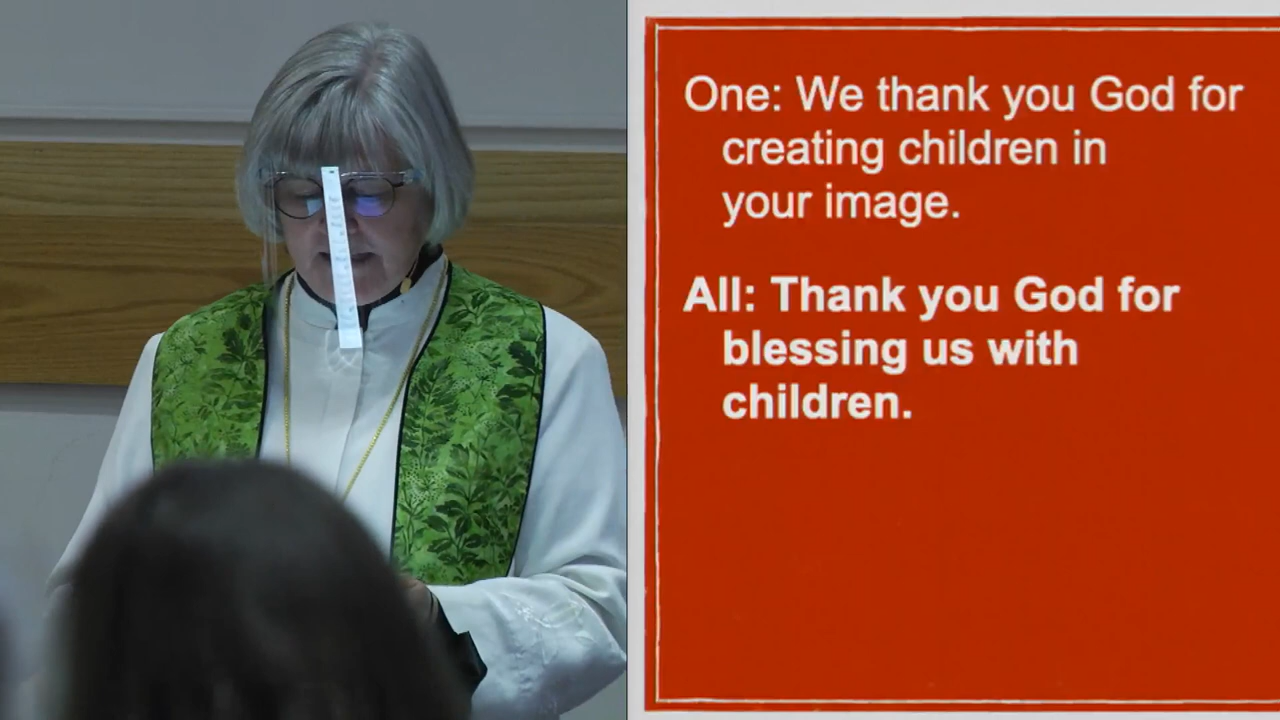 One: We thank you God for
creating children in
your image.
All: Thank you God for
blessing us with
children.